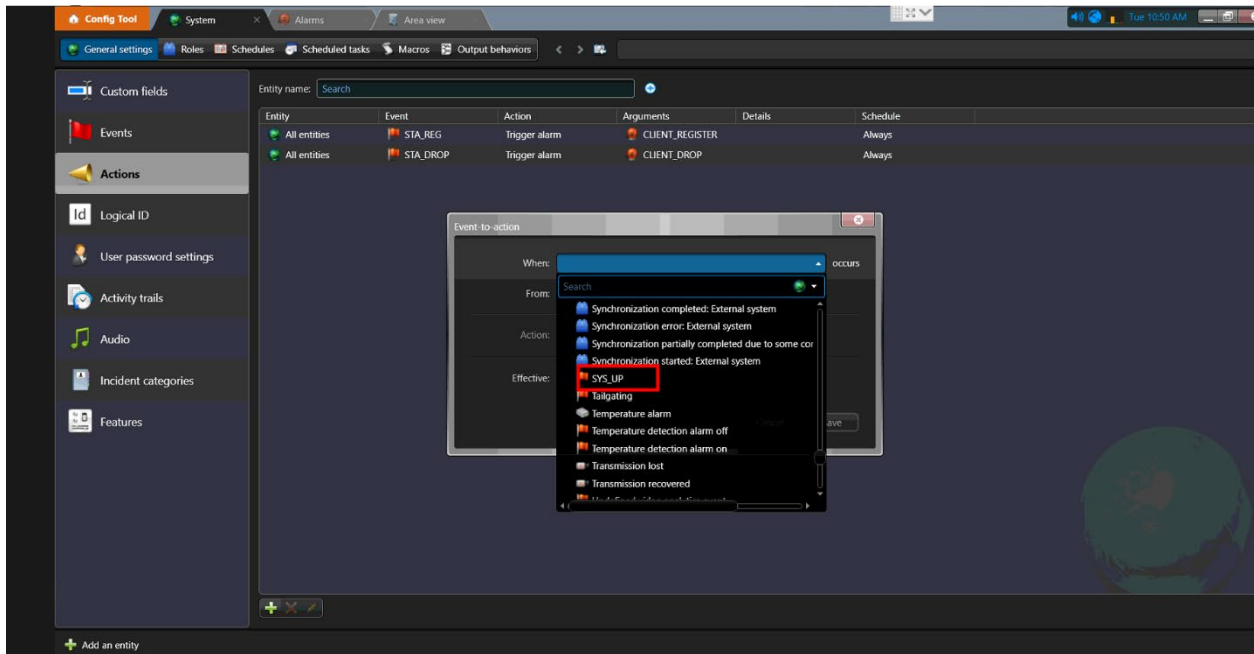 Config Tool System Alarms Area view Tue 10:50 AM
General settings Roles Schedules Scheduled tasks Macros Output behaviors
Custom fields
Events
Actions
Id Logical ID
User password settings
Activity trails
Audio
Incident categories
Features
Entity name: Search
Entity Event Action Arguments Details Schedule
All entities STA_REG Trigger alarm CLIENT_REGISTER Always
All entities STA_DROP Trigger alarm CLIENT_DROP Always
Event-to-action
When: occurs
From:
Action:
Effective:
Search
Synchronization completed: External system
Synchronization error: External system
Synchronization partially completed due to some cor
Synchronization started: External system
SYS_UP
Tailgating
Temperature alarm
Temperature detection alarm off
Temperature detection alarm on
Transmission lost
Transmission recovered
Cancel ave
Add an entity